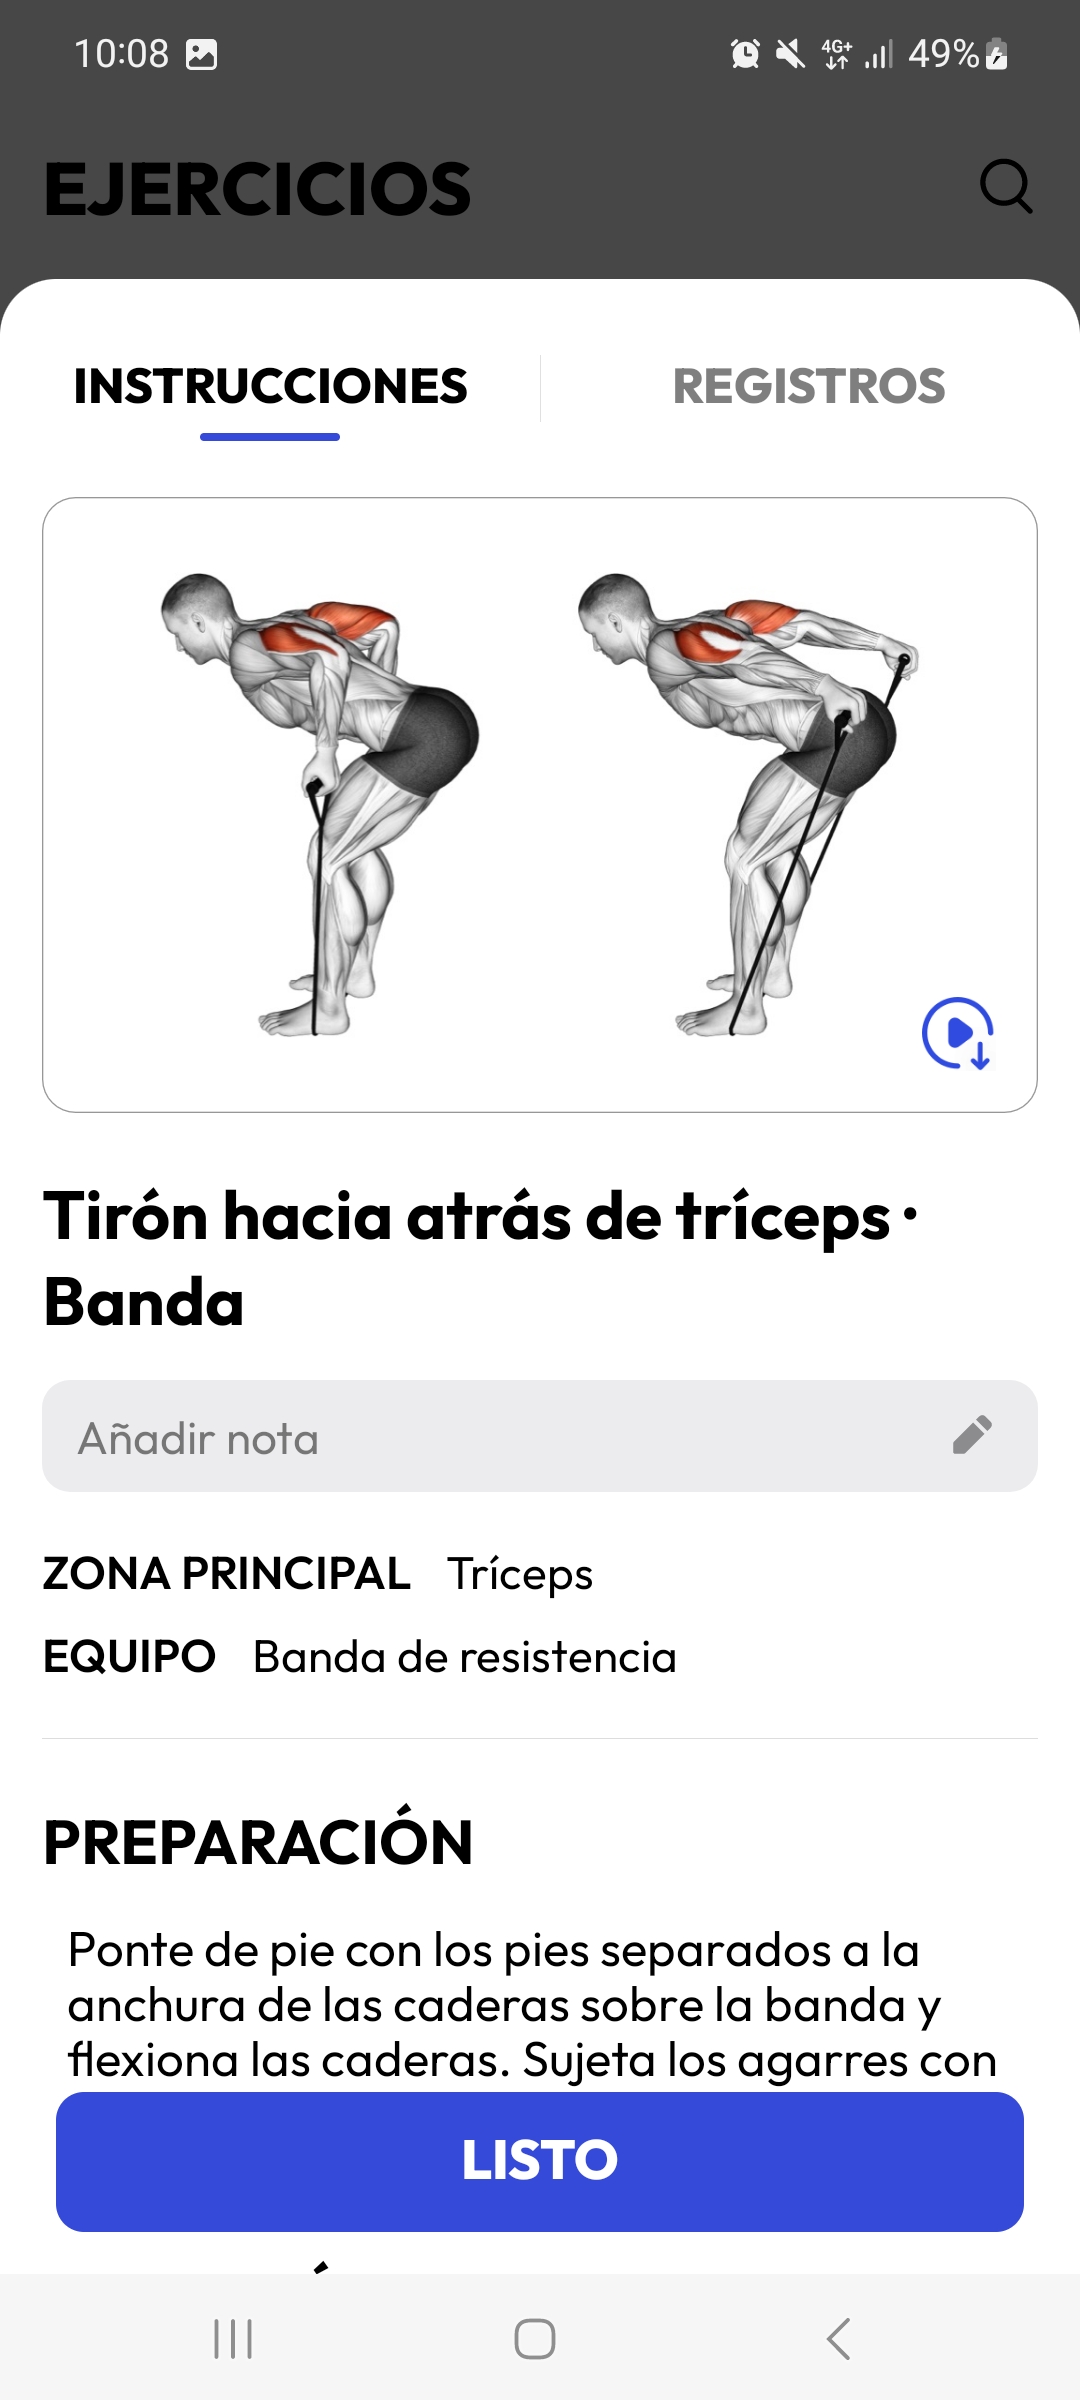 10:08
4G+ 49%
EJERCICIOS
INSTRUCCIONES
REGISTROS
Tirón hacia atrás de tríceps ·
Banda
Añadir nota
ZONA PRINCIPAL Tríceps
EQUIPO Banda de resistencia
PREPARACIÓN
Ponte de pie con los pies separados a la
anchura de las caderas sobre la banda y
flexiona las caderas. Sujeta los agarres con
LISTO